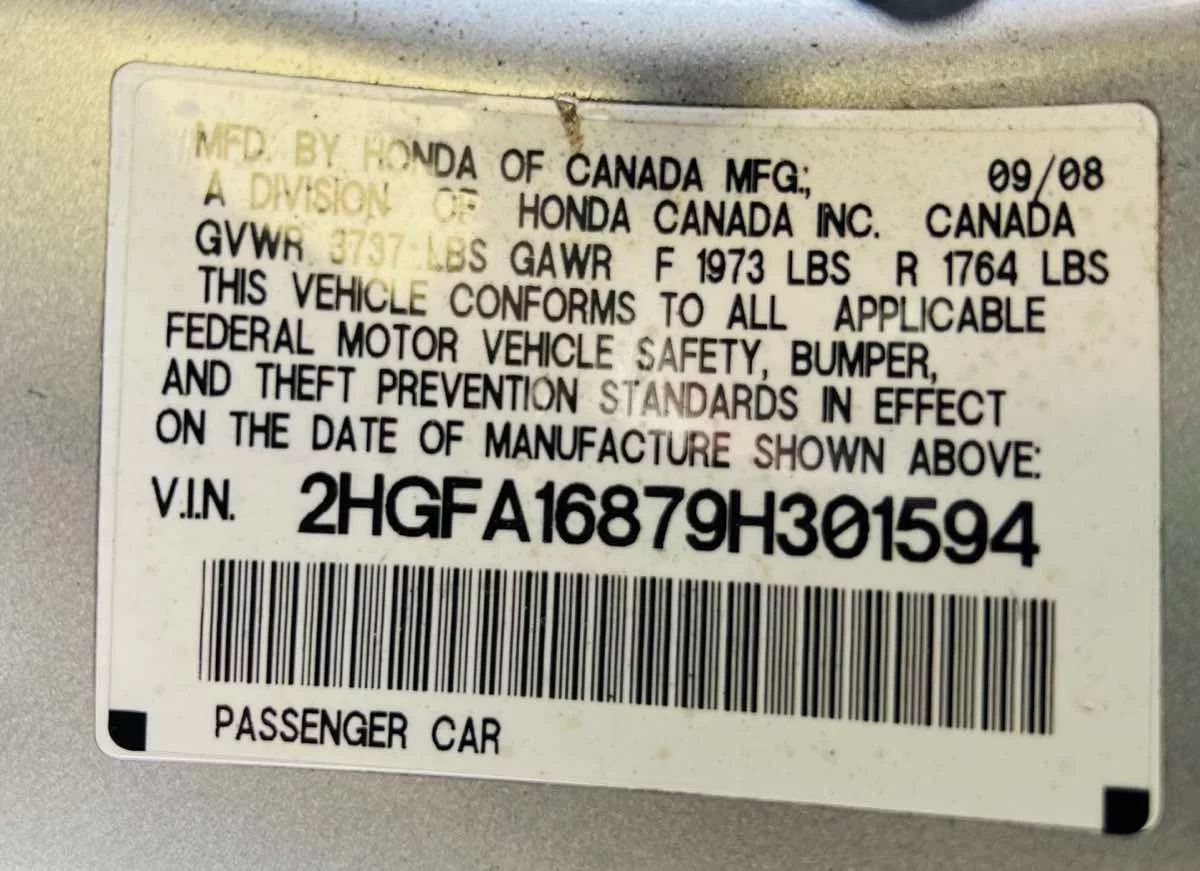 MFD. BY HONDA OF CANADA MFG., 09/08
A DIVISION OF HONDA CANADA INC. CANADA
GVWR 3737 LBS GAWR F 1973 LBS R 1764 LBS
THIS VEHICLE CONFORMS TO ALL APPLICABLE
FEDERAL MOTOR VEHICLE SAFETY, BUMPER,
AND THEFT PREVENTION STANDARDS IN EFFECT
ON THE DATE OF MANUFACTURE SHOWN ABOVE:
V.I.N. 2HGFA16879H301594
PASSENGER CAR